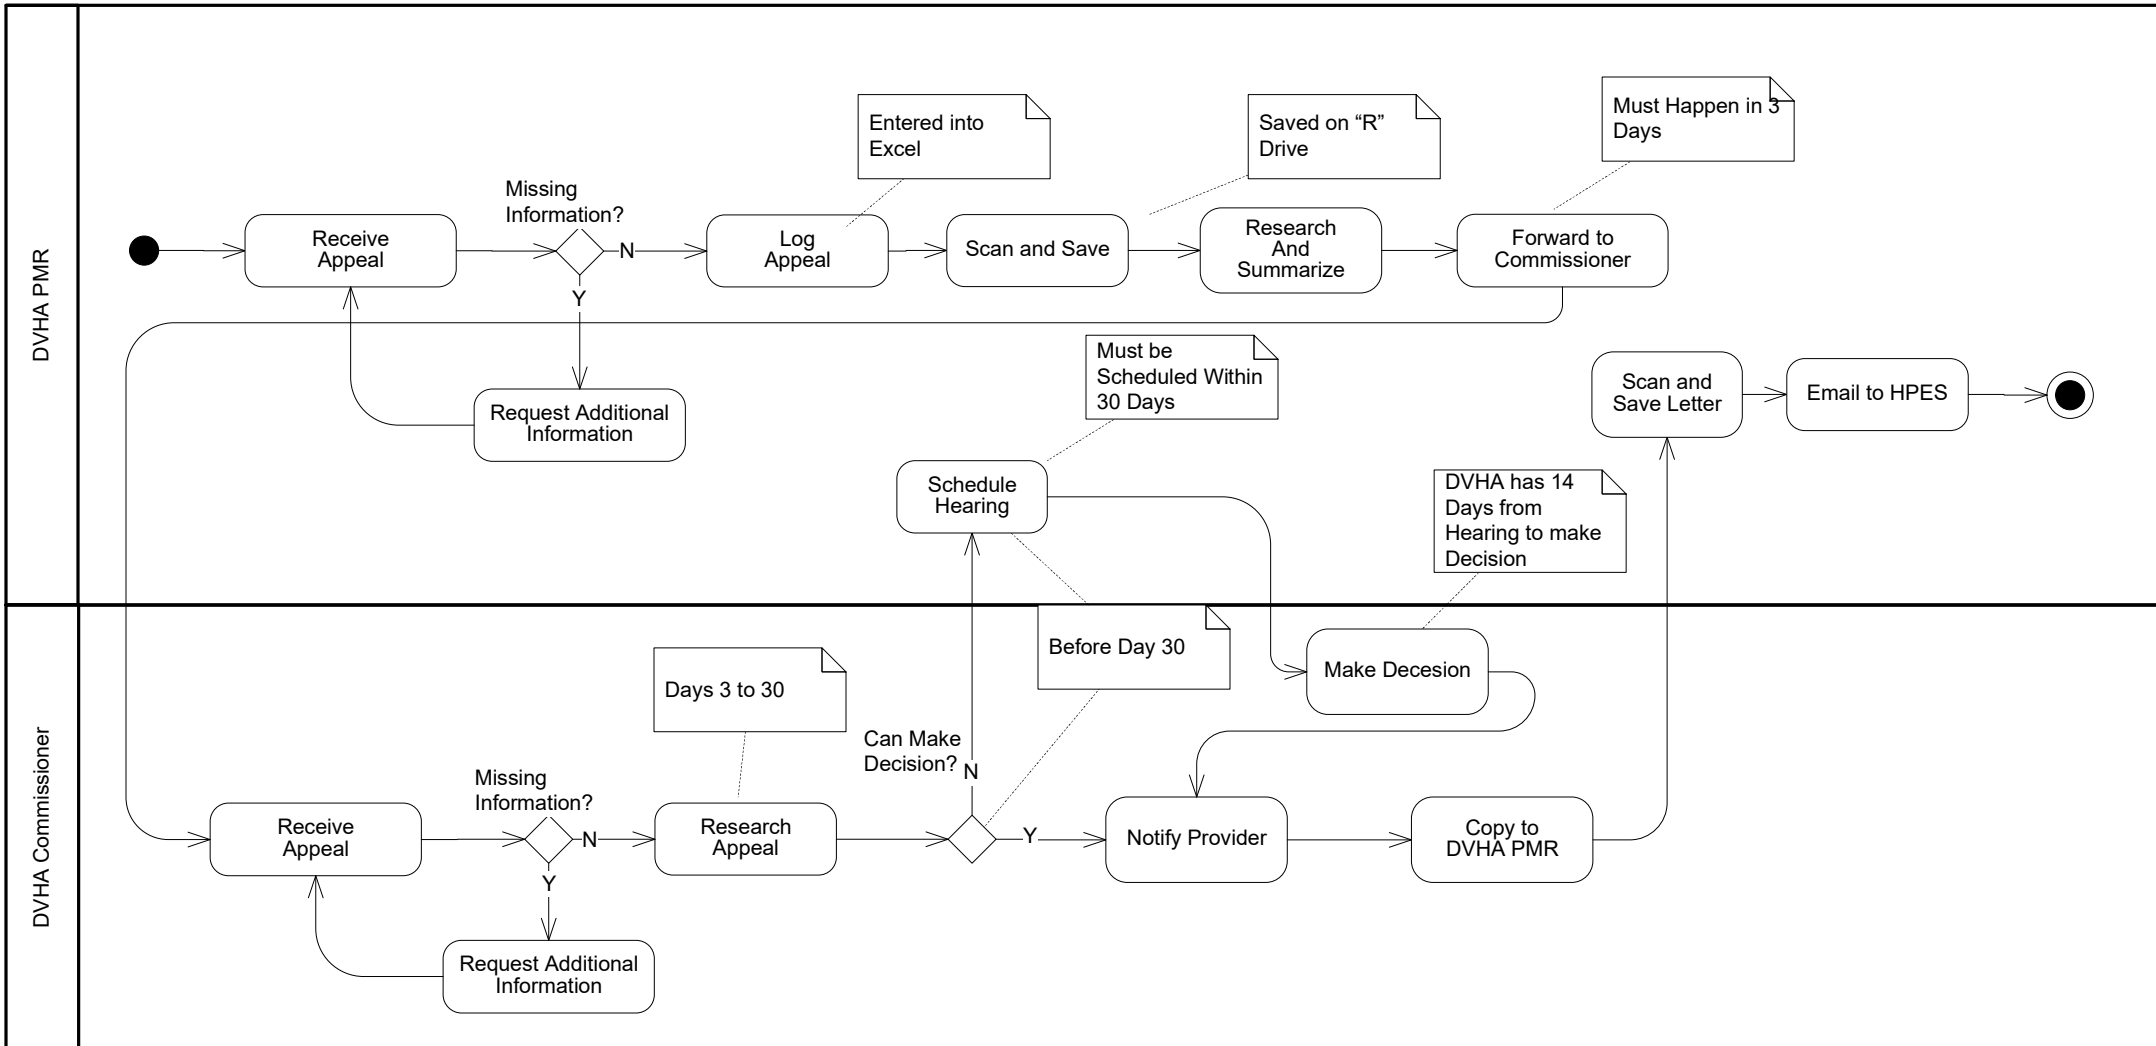 DVHA PMR
Entered into
Excel
Saved on “R”
Drive
Must Happen in 3
Days
Missing
Information?
Receive
Appeal
N
Log
Appeal
Scan and Save
Research
And
Summarize
Forward to
Commissioner
Y
Request Additional
Information
Must be
Scheduled Within
30 Days
Scan and
Save Letter
Email to HPES
Schedule
Hearing
DVHA has 14
Days from
Hearing to make
Decision
DVHA Commissioner
Before Day 30
Days 3 to 30
Make Decesion
Can Make
Decision?
N
Missing
Information?
Receive
Appeal
N
Research
Appeal
Y
Notify Provider
Copy to
DVHA PMR
Y
Request Additional
Information